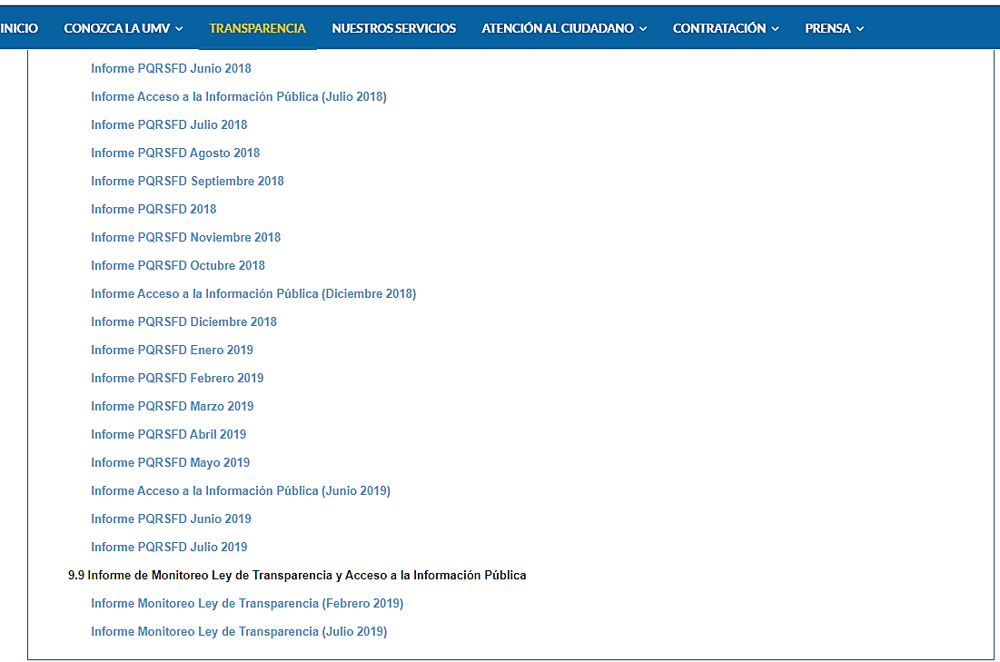 INICIO CONOZCA LA UMV TRANSPARENCIA NUESTROS SERVICIOS ATENCIÓN AL CIUDADANO CONTRATACIÓN PRENSA
Informe PQRSFD Junio 2018
Informe Acceso a la Información Pública (Julio 2018)
Informe PQRSFD Julio 2018
Informe PQRSFD Agosto 2018
Informe PQRSFD Septiembre 2018
Informe PQRSFD 2018
Informe PQRSFD Noviembre 2018
Informe PQRSFD Octubre 2018
Informe Acceso a la Información Pública (Diciembre 2018)
Informe PQRSFD Diciembre 2018
Informe PQRSFD Enero 2019
Informe PQRSFD Febrero 2019
Informe PQRSFD Marzo 2019
Informe PQRSFD Abril 2019
Informe PQRSFD Mayo 2019
Informe Acceso a la Información Pública (Junio 2019)
Informe PQRSFD Junio 2019
Informe PQRSFD Julio 2019
9.9 Informe de Monitoreo Ley de Transparencia y Acceso a la Información Pública
Informe Monitoreo Ley de Transparencia (Febrero 2019)
Informe Monitoreo Ley de Transparencia (Julio 2019)